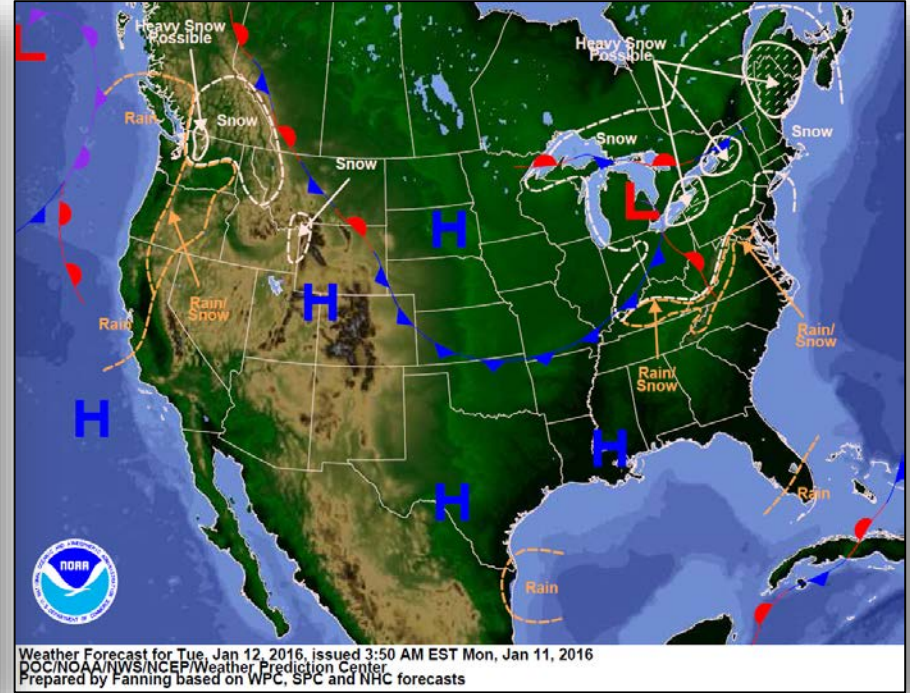 L
Heavy Snow
Possible
Rain
Snow
Snow
Heavy Snow
Possible
Snow
Snow
L
H
H
Rain/
Snow
Rain
Rain/
Snow
Rain/
Snow
H
H
H
Rain
Rain
NOAA
Weather Forecast for Tue, Jan 12, 2016, issued 3:50 AM EST Mon, Jan 11, 2016
DOC/NOAA/NWS/NCEP/Weather Prediction Center
Prepared by Fanning based on WPC, SPC and NHC forecasts